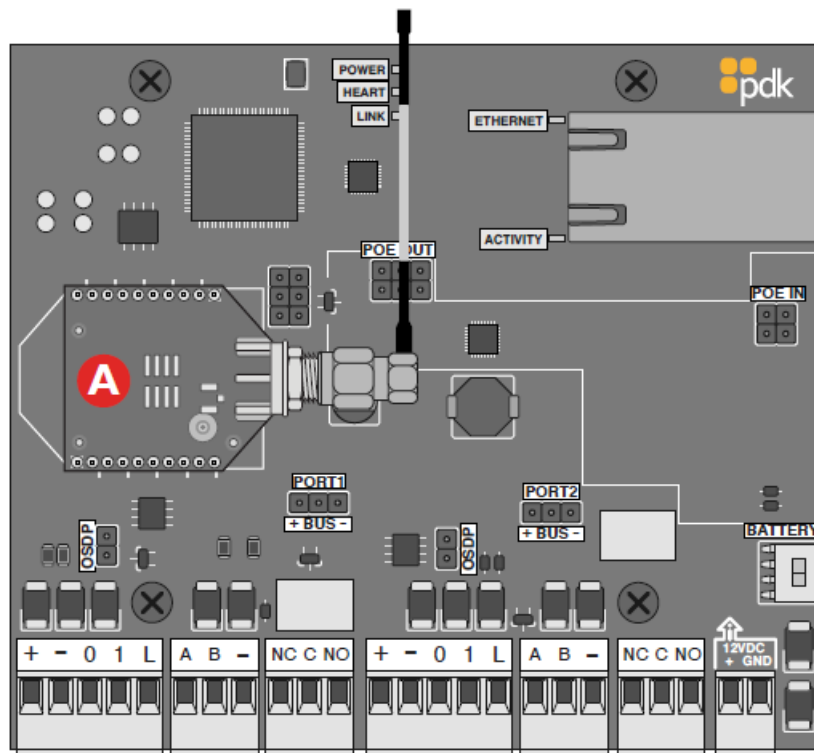 POWER
HEART
LINK
pdk
ETHERNET
ACTIVITY
POE OUT
POE IN
A
PORT1
+ BUS -
PORT2
+ BUS -
OSDP
OSDP
BATTERY
+ - 0 1 L
A B -
NC C NO
+ - 0 1 L
A B -
NC C NO
12VDC
+ GND